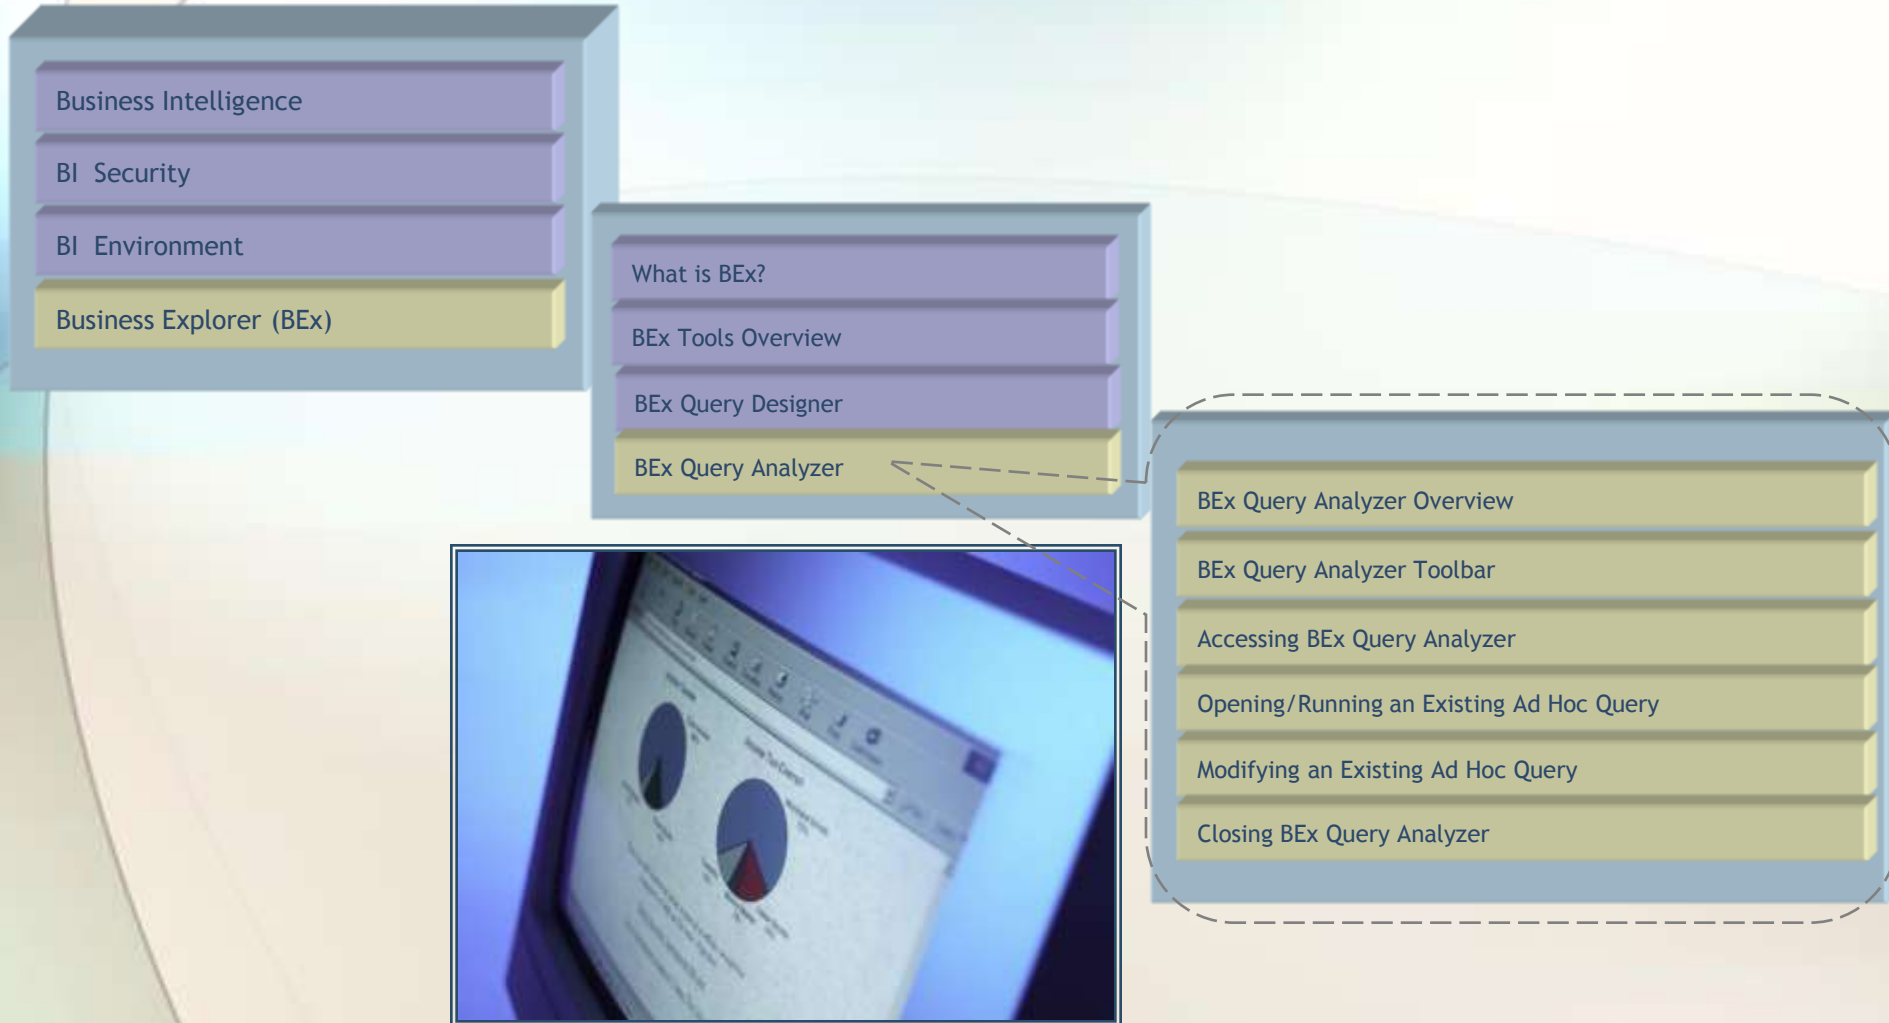 Business Intelligence
BI Security
BI Environment
Business Explorer (BEx)
What is BEx?
BEx Tools Overview
BEx Query Designer
BEx Query Analyzer
BEx Query Analyzer Overview
BEx Query Analyzer Toolbar
Accessing BEx Query Analyzer
Opening/Running an Existing Ad Hoc Query
Modifying an Existing Ad Hoc Query
Closing BEx Query Analyzer